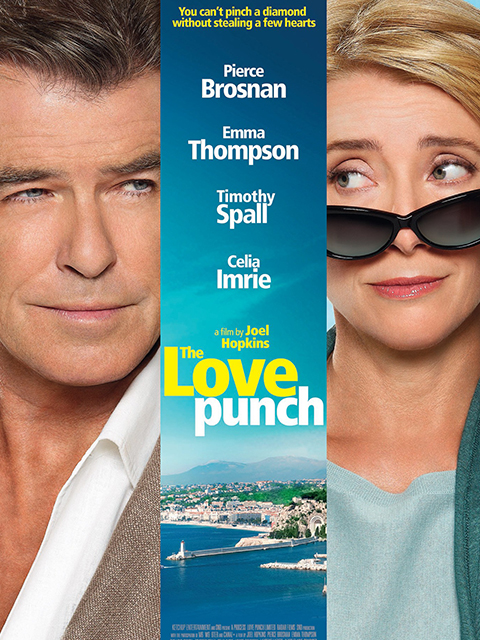 You can't pinch a diamond
without stealing a few hearts
Pierce
Brosnan
Emma
Thompson
Timothy
Spall
Celia
Imrie
a film by Joel
Hopkins
The
Love
punch